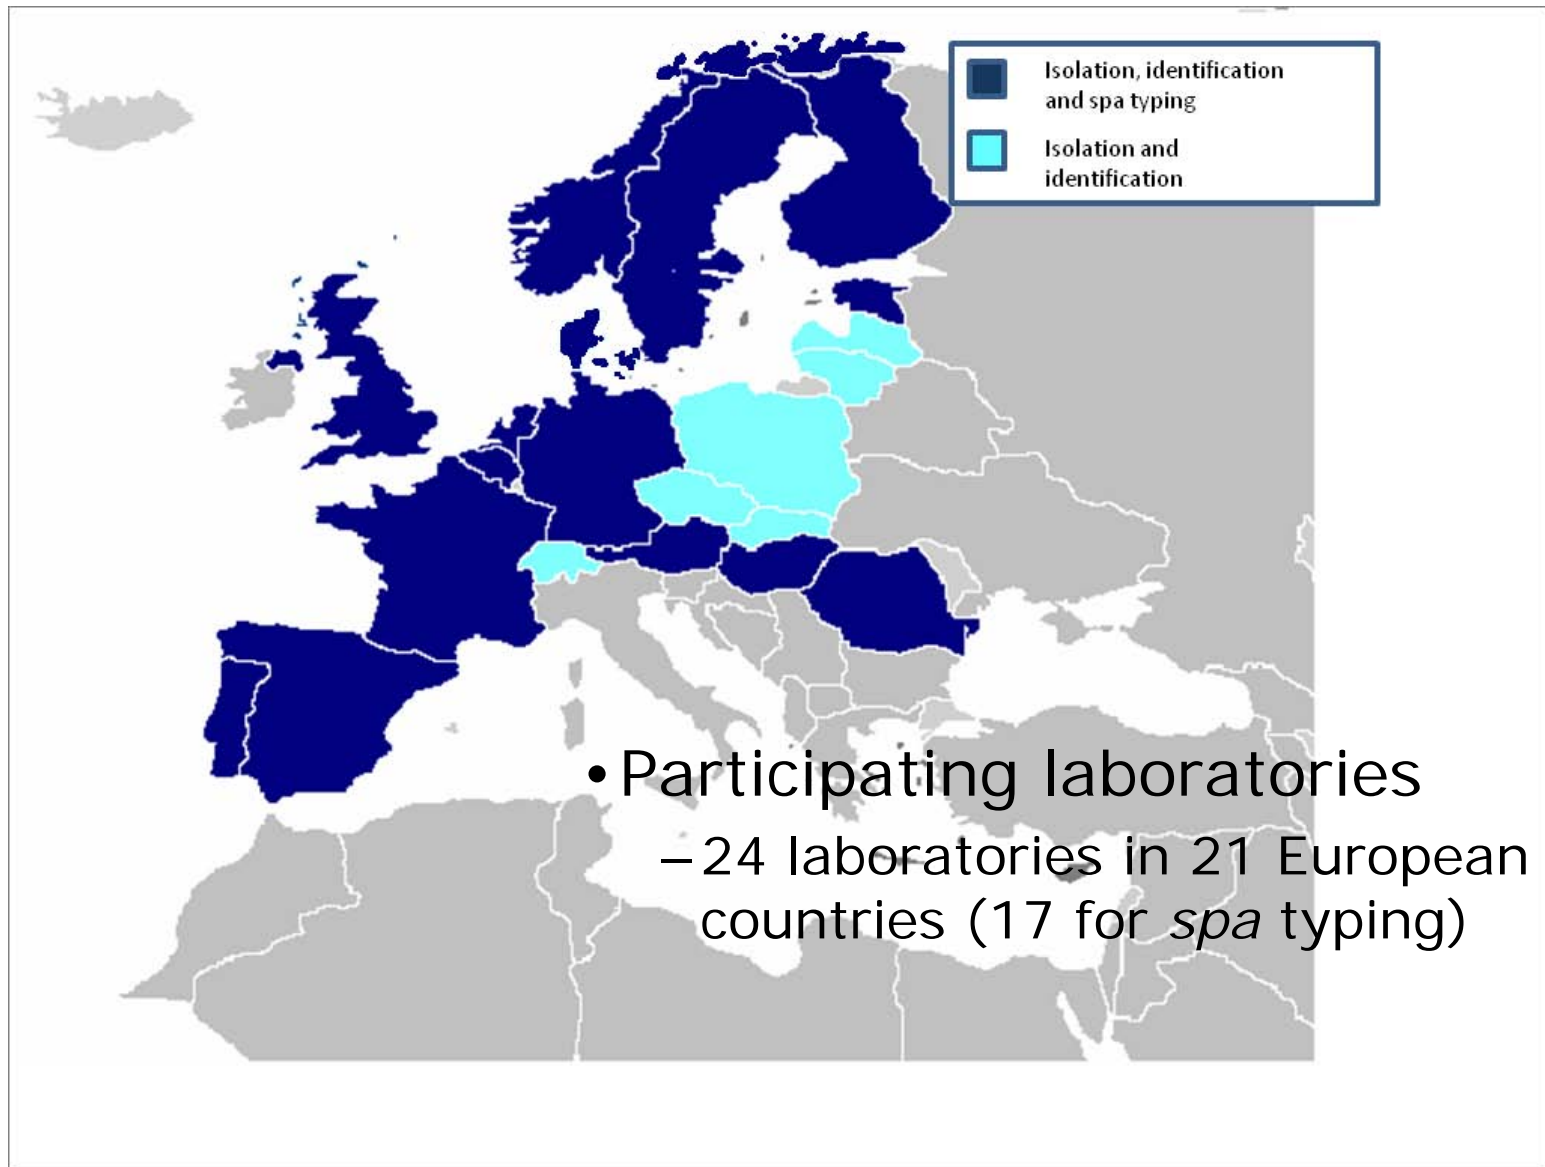 Isolation, identification
and spa typing
Isolation and
identification
• Participating laboratories
– 24 laboratories in 21 European
countries (17 for spa typing)